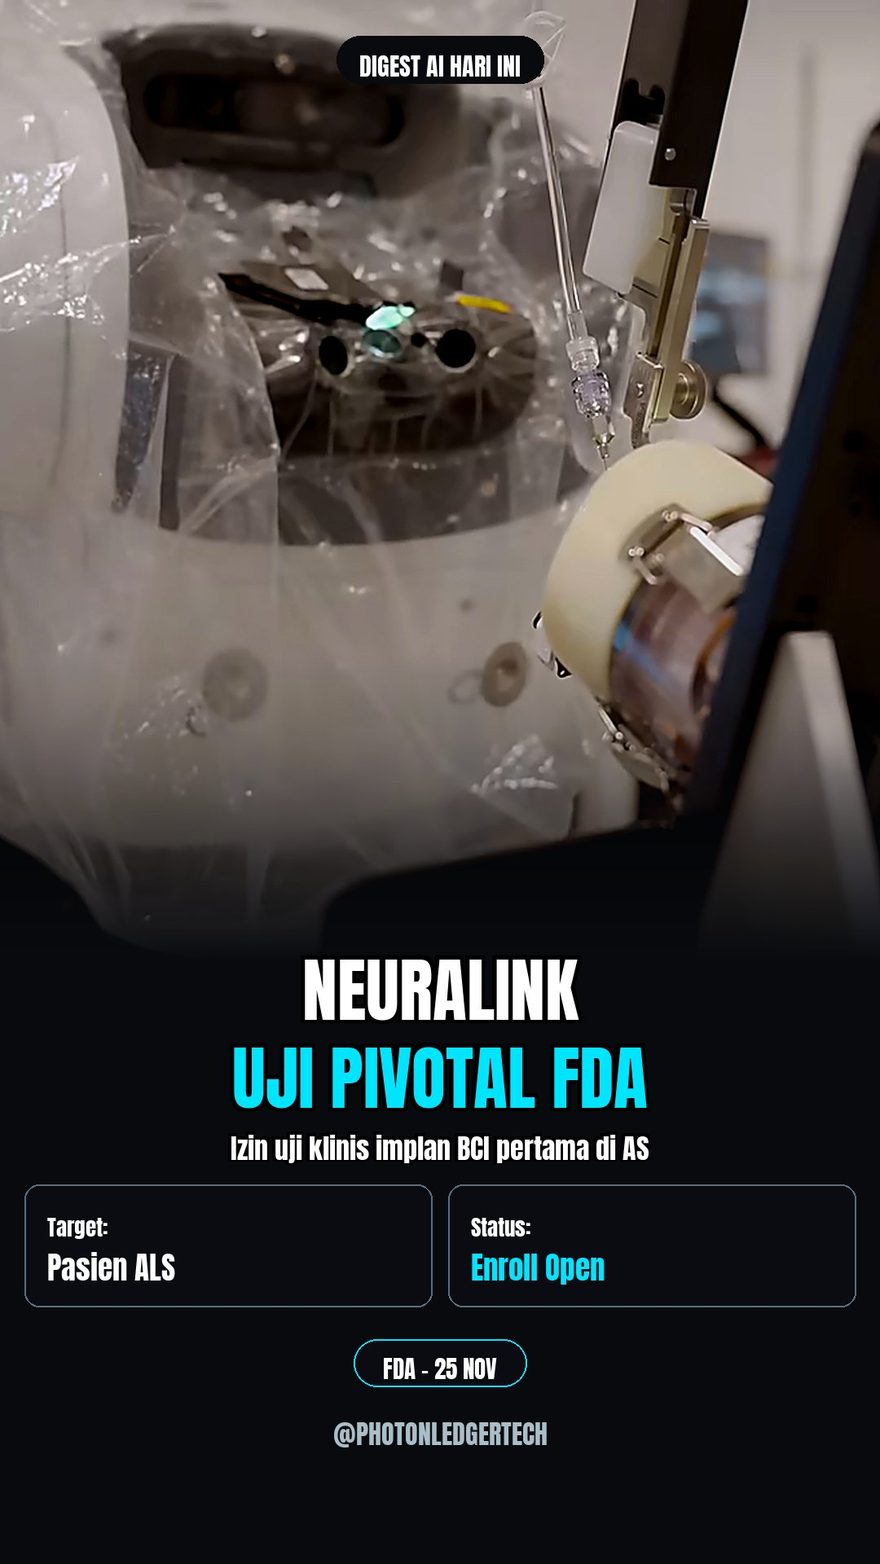 DIGEST AI HARI INI
NEURALINK
UJI PIVOTAL FDA
Izin uji klinis implan BCI pertama di AS
Target:
Pasien ALS
Status:
Enroll Open
FDA - 25 NOV
@PHOTONLEDGERTECH